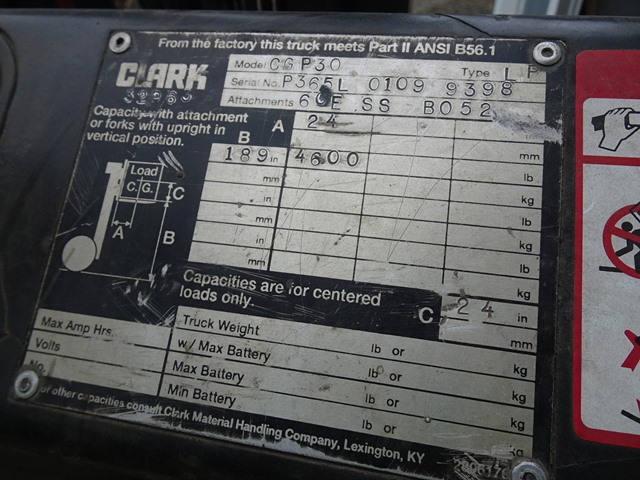 From the factory this truck meets Part II ANSI B56.1
CLARK
Model CGP30 Type LP
Serial No. P365L 0109 9398
Attachments SS B052
Capacity with attachment
or forks with upright in
vertical position.
A 24
B
189 in 4600
mm
mm lb
in kg
mm lb
in kg
mm lb
kg
Load
C. G.
C
A
B
Capacities are for centered
loads only.
C 24 in
mm
Max Amp Hrs.
Volts
No.
Truck Weight lb or kg
w/ Max Battery lb or kg
Max Battery lb or kg
Min Battery lb or kg
For other capacities consult Clark Material Handling Company, Lexington, KY